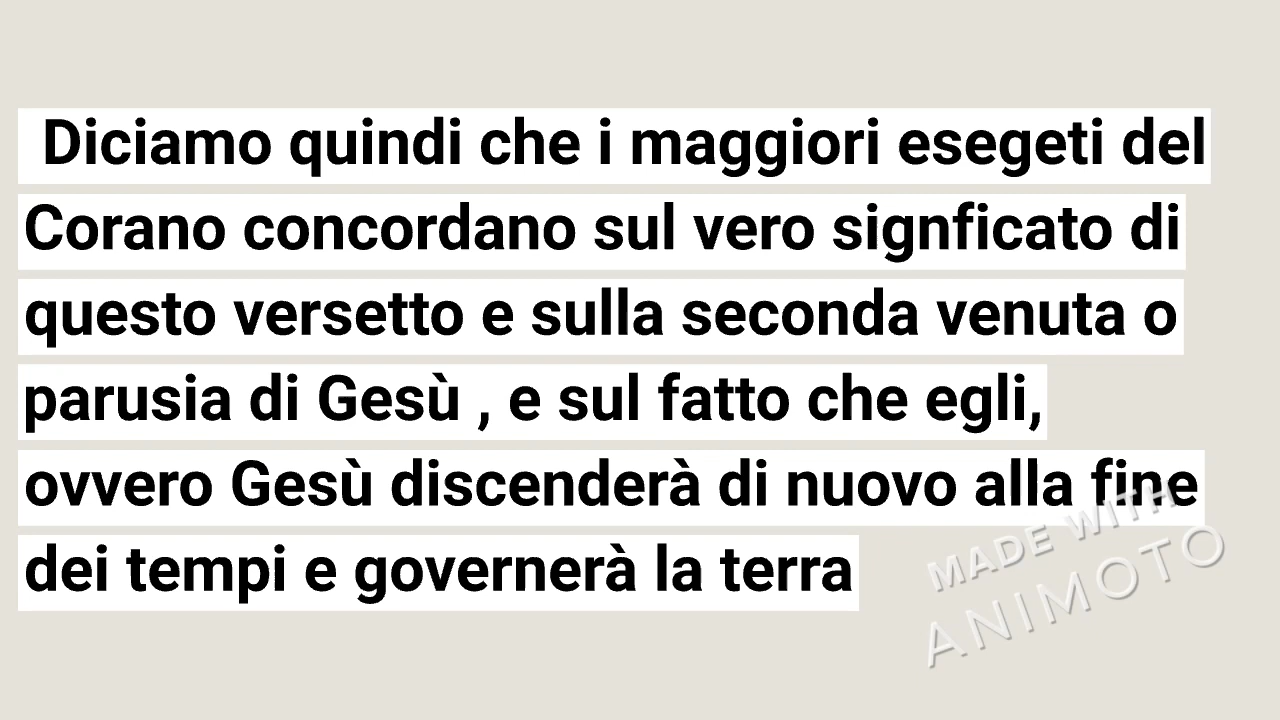 Diciamo quindi che i maggiori esegeti del
Corano concordano sul vero signficato di
questo versetto e sulla seconda venuta o
parusia di Gesù , e sul fatto che egli,
ovvero Gesù discenderà di nuovo alla fine
dei tempi e governerà la terra
MADE WITH
ANIMOTO